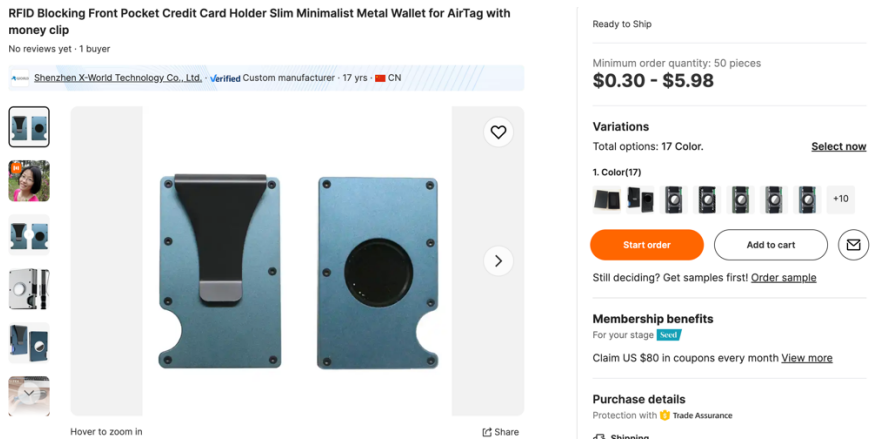 RFID Blocking Front Pocket Credit Card Holder Slim Minimalist Metal Wallet for AirTag with
money clip
No reviews yet · 1 buyer
Shenzhen X-World Technology Co., Ltd. · Verified Custom manufacturer · 17 yrs · CN
Hover to zoom in
Share
Ready to Ship
Minimum order quantity: 50 pieces
$0.30 - $5.98
Variations
Total options: 17 Color.
Select now
1. Color(17)
+10
Start order
Add to cart
Still deciding? Get samples first! Order sample
Membership benefits
For your stage Seed
Claim US $80 in coupons every month View more
Purchase details
Protection with Trade Assurance
Shipping